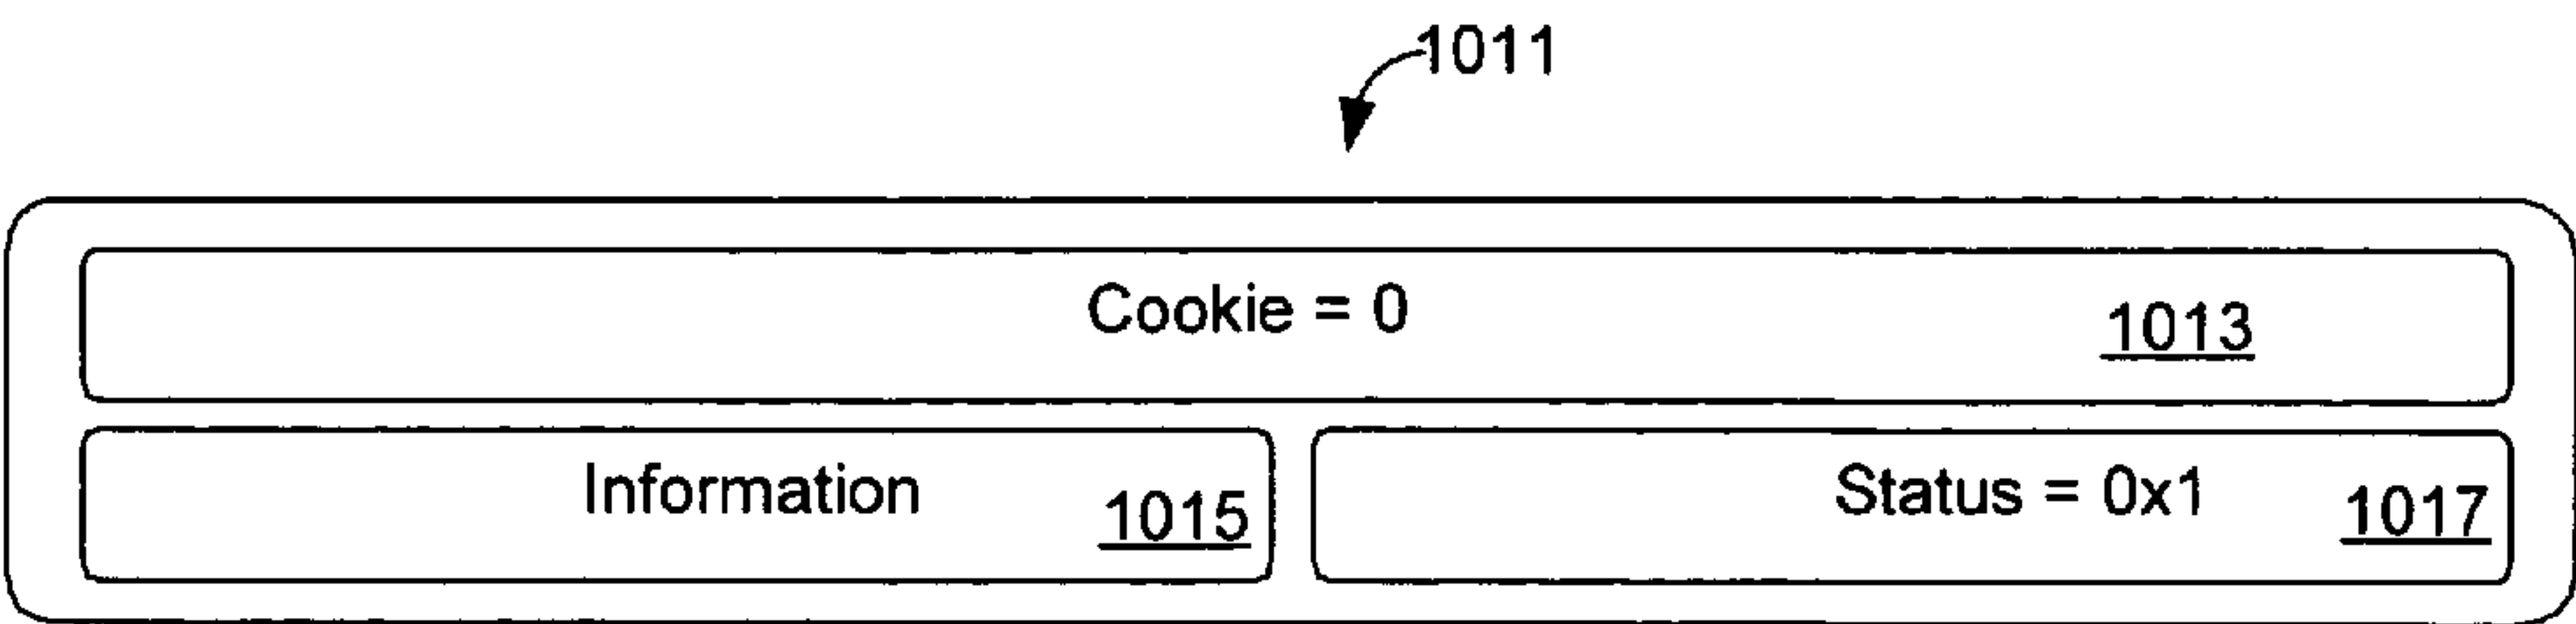 1011
Cookie = 0 1013
Information 1015 Status = 0x1 1017